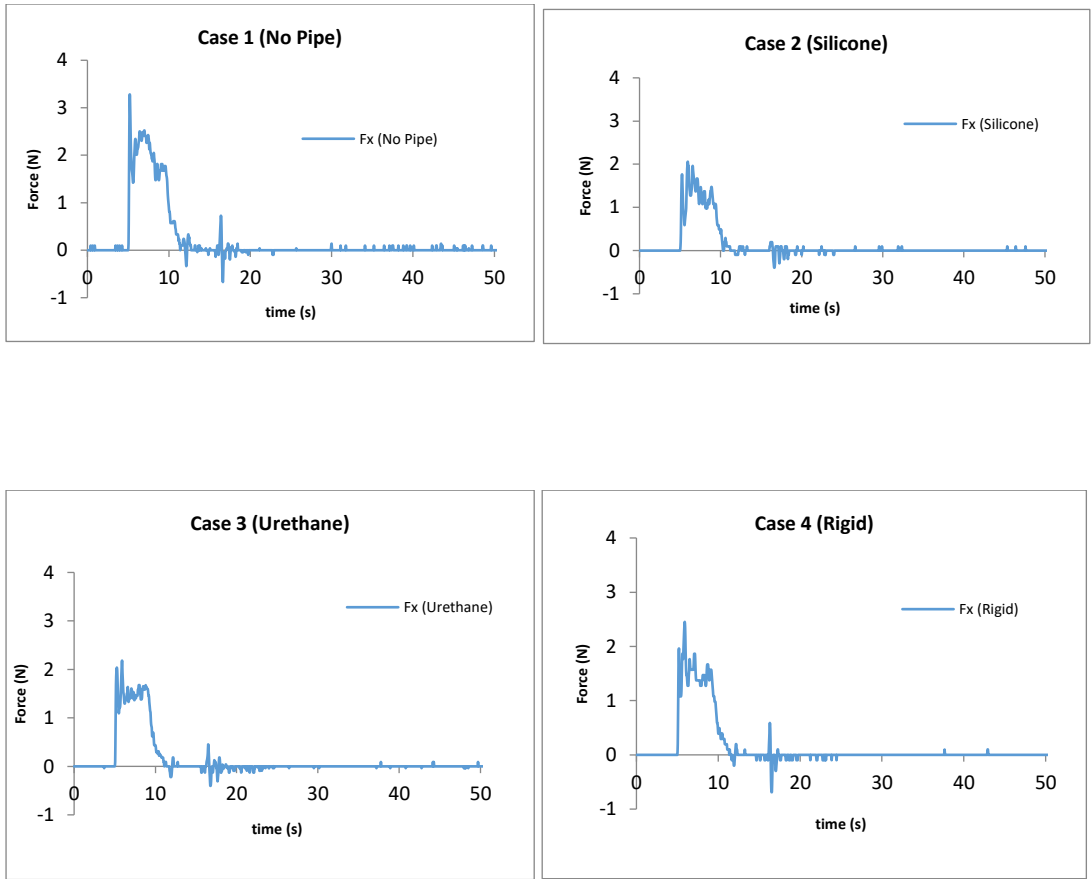 Case 1 (No Pipe)
4
3
2
1
0
-1
0 10 20 30 40 50
Force (N)
time (s)
Fx (No Pipe)
Case 2 (Silicone)
4
3
2
1
0
-1
0 10 20 30 40 50
Force (N)
time (s)
Fx (Silicone)
Case 3 (Urethane)
4
3
2
1
0
-1
0 10 20 30 40 50
Force (N)
time (s)
Fx (Urethane)
Case 4 (Rigid)
4
3
2
1
0
-1
0 10 20 30 40 50
Force (N)
time (s)
Fx (Rigid)